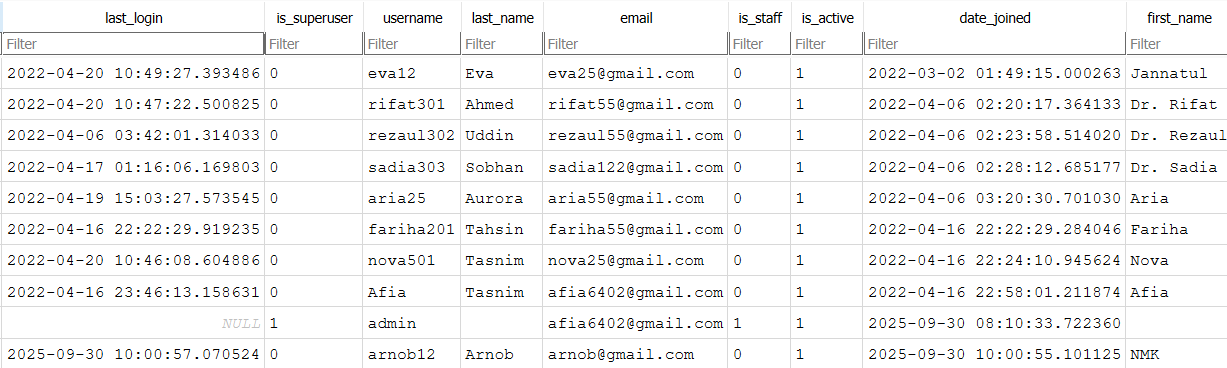 last_login is_superuser username last_name email is_staff is_active date_joined first_name
Filter Filter Filter Filter Filter Filter Filter Filter Filter
2022-04-20 10:49:27.393486 0 eva12 Eva eva25@gmail.com 0 1 2022-03-02 01:49:15.000263 Jannatul
2022-04-20 10:47:22.500825 0 rifat301 Ahmed rifat55@gmail.com 0 1 2022-04-06 02:20:17.364133 Dr. Rifat
2022-04-06 03:42:01.314033 0 rezaul302 Uddin rezaul55@gmail.com 0 1 2022-04-06 02:23:58.514020 Dr. Rezaul
2022-04-17 01:16:06.169803 0 sadia303 Sobhan sadia122@gmail.com 0 1 2022-04-06 02:28:12.685177 Dr. Sadia
2022-04-19 15:03:27.573545 0 aria25 Aurora aria55@gmail.com 0 1 2022-04-06 03:20:30.701030 Aria
2022-04-16 22:22:29.919235 0 fariha201 Tahsin fariha55@gmail.com 0 1 2022-04-16 22:22:29.284046 Fariha
2022-04-20 10:46:08.604886 0 nova501 Tasnim nova25@gmail.com 0 1 2022-04-16 22:24:10.945624 Nova
2022-04-16 23:46:13.158631 0 Afia Tasnim afia6402@gmail.com 0 1 2022-04-16 22:58:01.211874 Afia
NULL 1 admin afia6402@gmail.com 1 1 2025-09-30 08:10:33.722360
2025-09-30 10:00:57.070524 0 arnob12 Arnob arnob@gmail.com 0 1 2025-09-30 10:00:55.101125 NMK